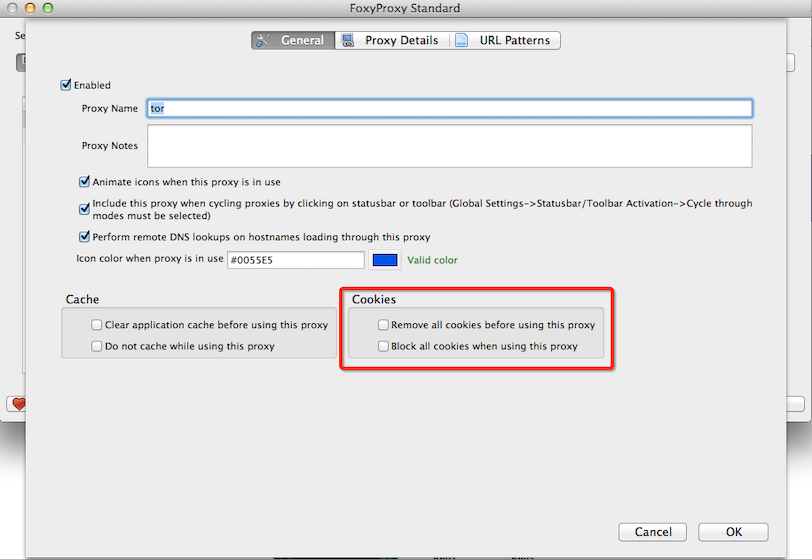 FoxyProxy Standard
Se
General
Proxy Details
URL Patterns
Enabled
Proxy Name
tor
Proxy Notes
Animate icons when this proxy is in use
Include this proxy when cycling proxies by clicking on statusbar or toolbar (Global Settings->Statusbar/Toolbar Activation->Cycle through
modes must be selected)
Perform remote DNS lookups on hostnames loading through this proxy
Icon color when proxy is in use
#0055E5
Valid color
Cache
Cookies
Clear application cache before using this proxy
Remove all cookies before using this proxy
Do not cache while using this proxy
Block all cookies when using this proxy
Cancel
OK